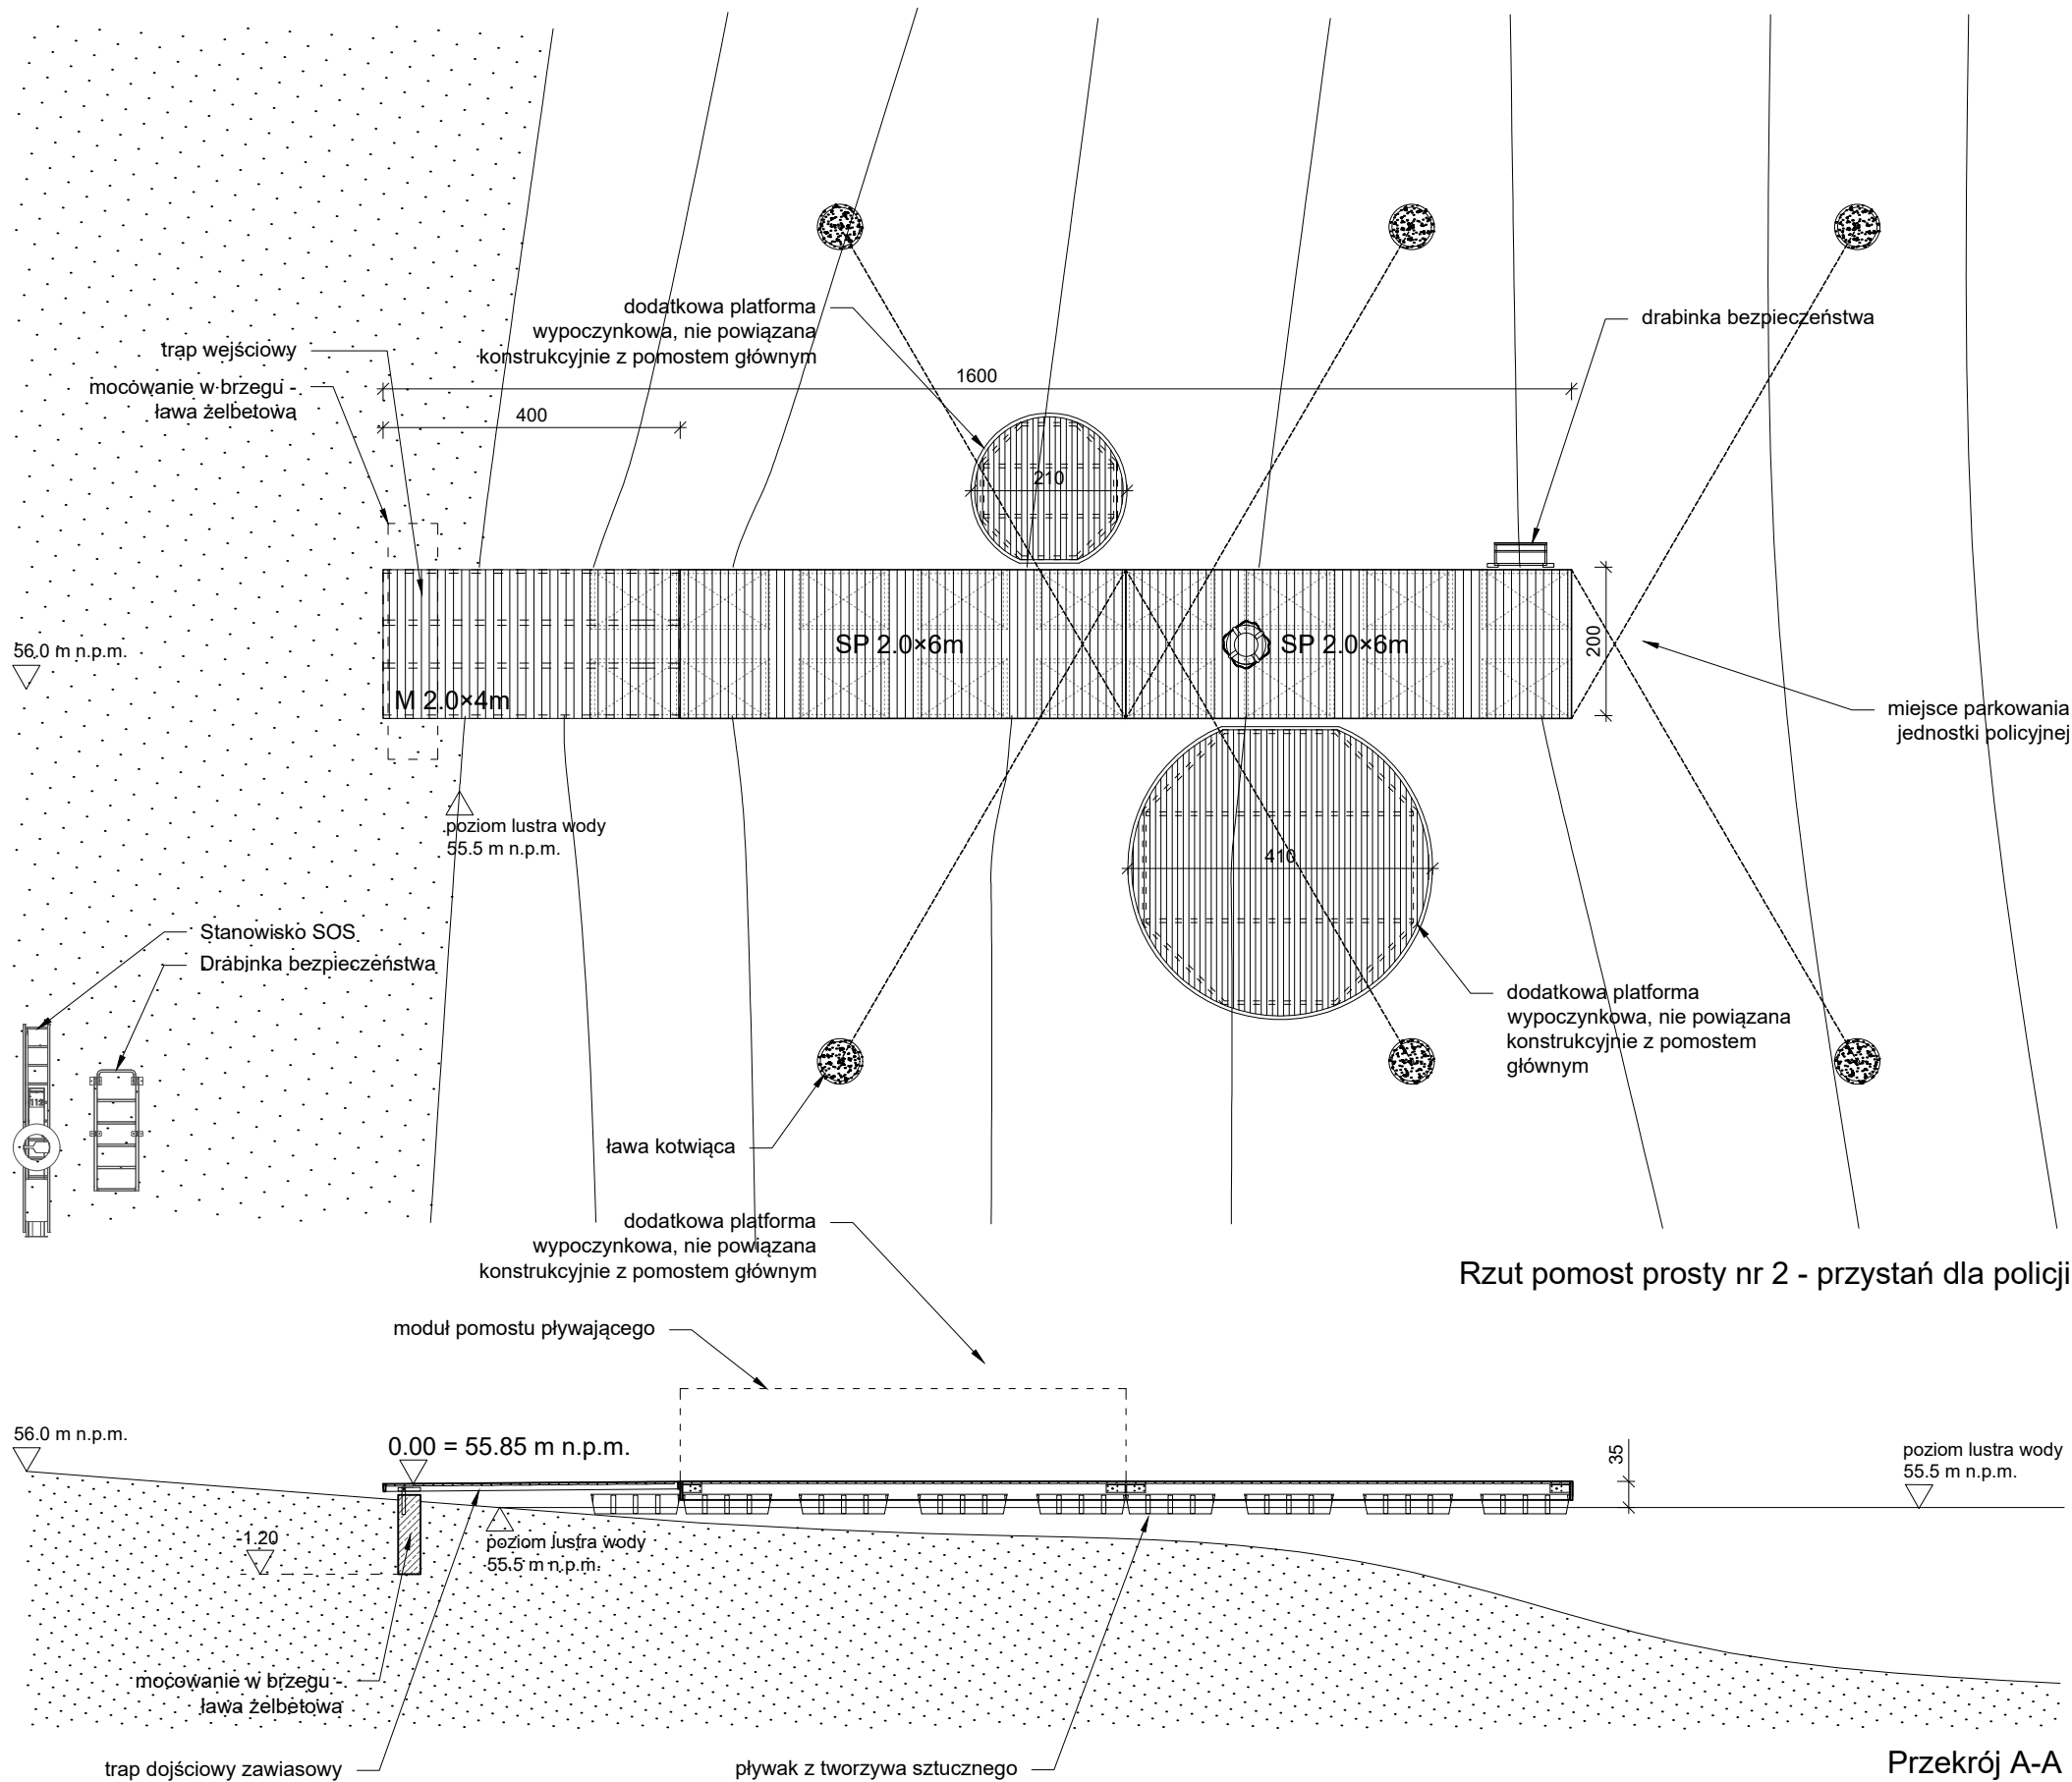 dodatkowa platforma
wypoczynkowa, nie powiązana
konstrukcyjnie z pomostem głównym
drabinka bezpieczeństwa
trap wejściowy
mocowanie w brzegu -
ława żelbetowa
1600
400
210
SP 2.0×6m
SP 2.0×6m
200
56.0 m n.p.m.
M 2.0×4m
miejsce parkowania
jednostki policyjnej
poziom lustra wody
55.5 m n.p.m.
410
Stanowisko SOS
Drabinka bezpieczeństwa
dodatkowa platforma
wypoczynkowa, nie powiązana
konstrukcyjnie z pomostem
głównym
112
ława kotwiąca
dodatkowa platforma
wypoczynkowa, nie powiązana
konstrukcyjnie z pomostem głównym
Rzut pomost prosty nr 2 - przystań dla policji
moduł pomostu pływającego
56.0 m n.p.m.
0.00 = 55.85 m n.p.m.
35
poziom lustra wody
55.5 m n.p.m.
-1.20
poziom lustra wody
55.5 m n.p.m.
mocowanie w brzegu -
ława żelbetowa
trap dojściowy zawiasowy
pływak z tworzywa sztucznego
Przekrój A-A